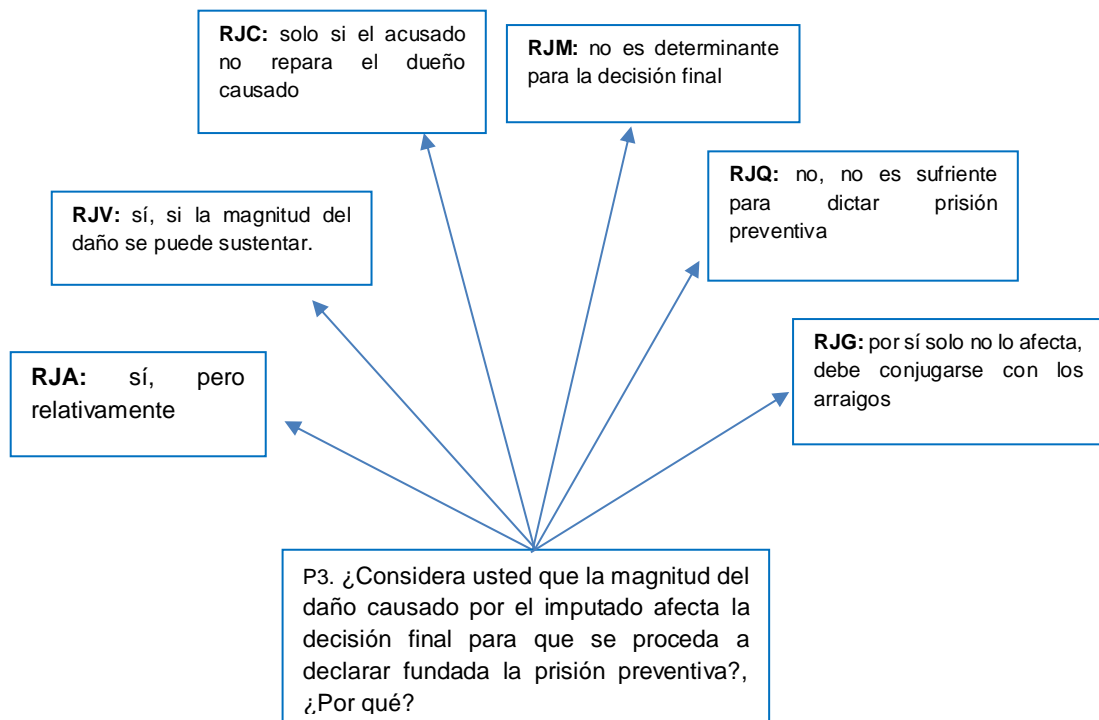 RJC: solo si el acusado
no repara el dueño
causado
RJM: no es determinante
para la decisión final
RJV: sí, si la magnitud del
daño se puede sustentar.
RJQ: no, no es sufriente
para dictar prisión
preventiva
RJA: sí, pero
relativamente
RJG: por sí solo no lo afecta,
debe conjugarse con los
arraigos
P3. ¿Considera usted que la magnitud del
daño causado por el imputado afecta la
decisión final para que se proceda a
declarar fundada la prisión preventiva?,
¿Por qué?